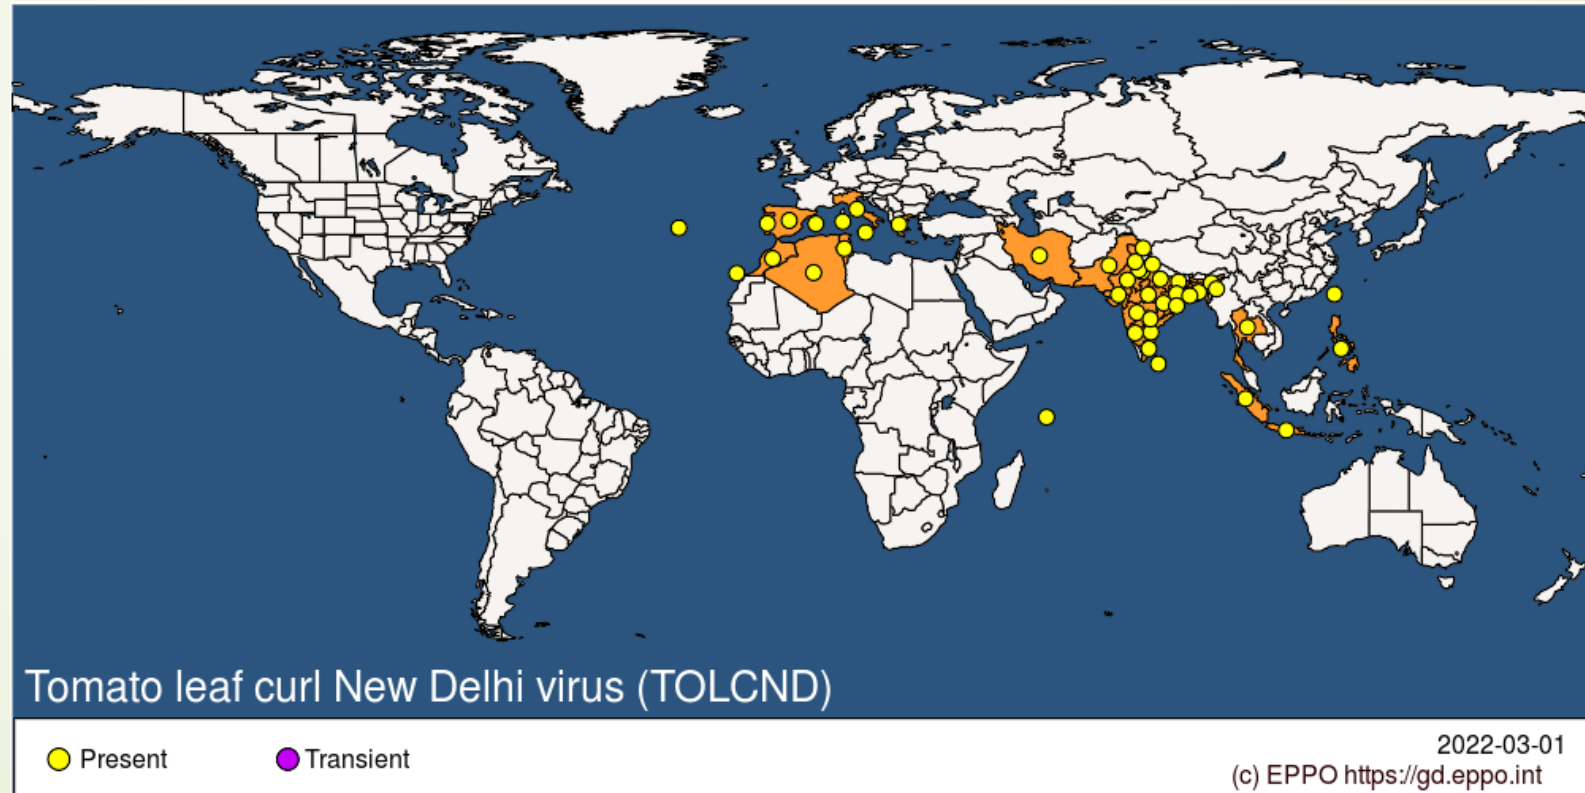 Tomato leaf curl New Delhi virus (TOLCND)
Present
Transient
2022-03-01
(c) EPPO https://gd.eppo.int